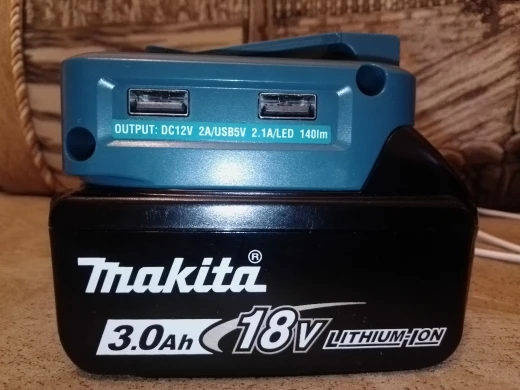 OUTPUT: DC12V 2A/USB5V 2.1A/LED 140lm
makita®
3.0Ah 18V LITHIUM-ION